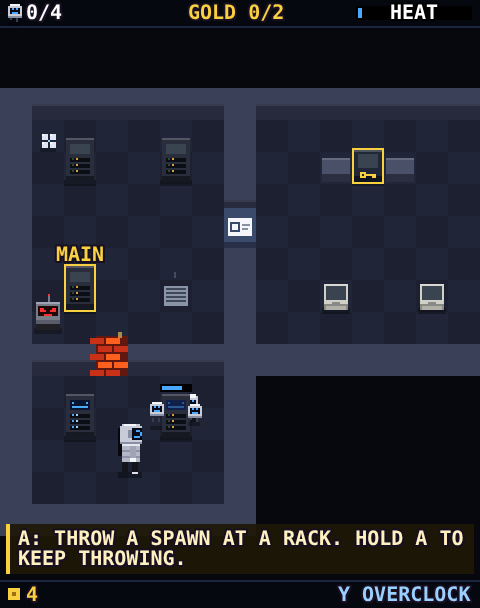 0/4 GOLD 0/2 HEAT
MAIN
A: THROW A SPAWN AT A RACK. HOLD A TO
KEEP THROWING.
4 Y OVERCLOCK